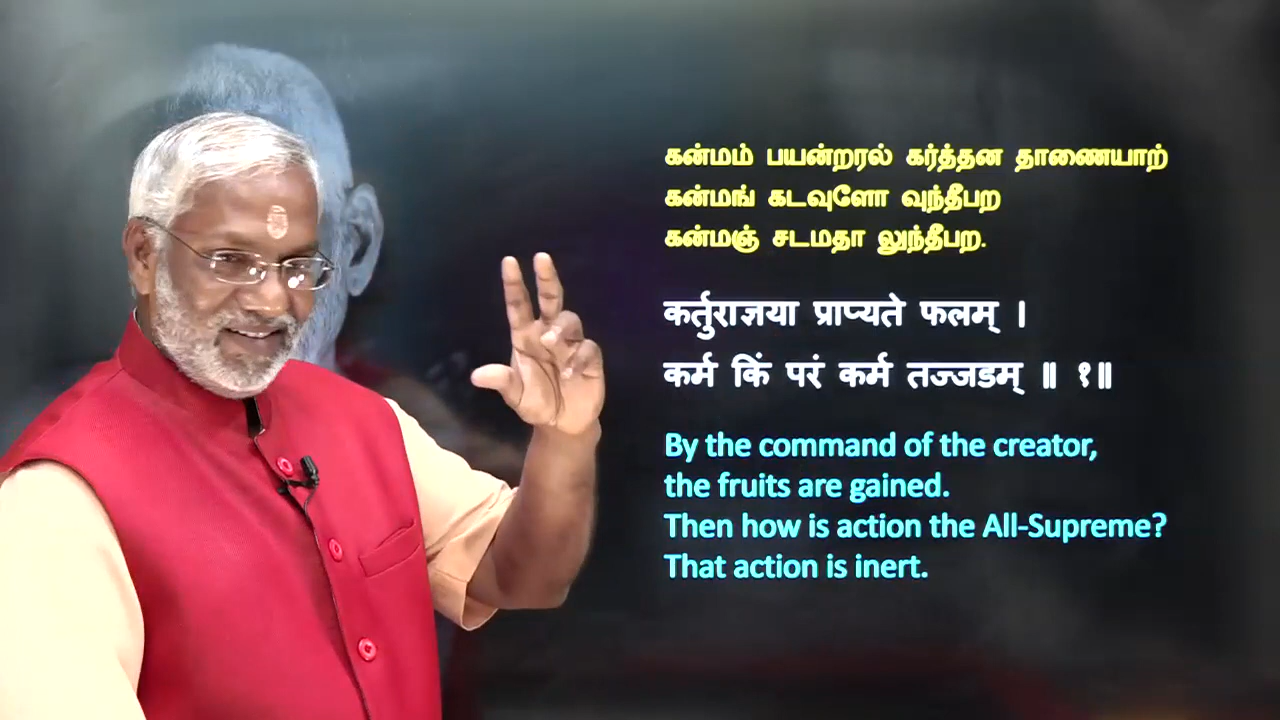 கன்மம் பயன்றரல் கர்த்தன தாணையாற்
கன்மங் கடவுளோ வுந்தீபற
கன்மஞ் சடமதா லுந்தீபற.
कर्तुराज्ञया प्राप्यते फलम् ।
कर्म किं परं कर्म तज्जडम् ॥ १॥
By the command of the creator,
the fruits are gained.
Then how is action the All-Supreme?
That action is inert.